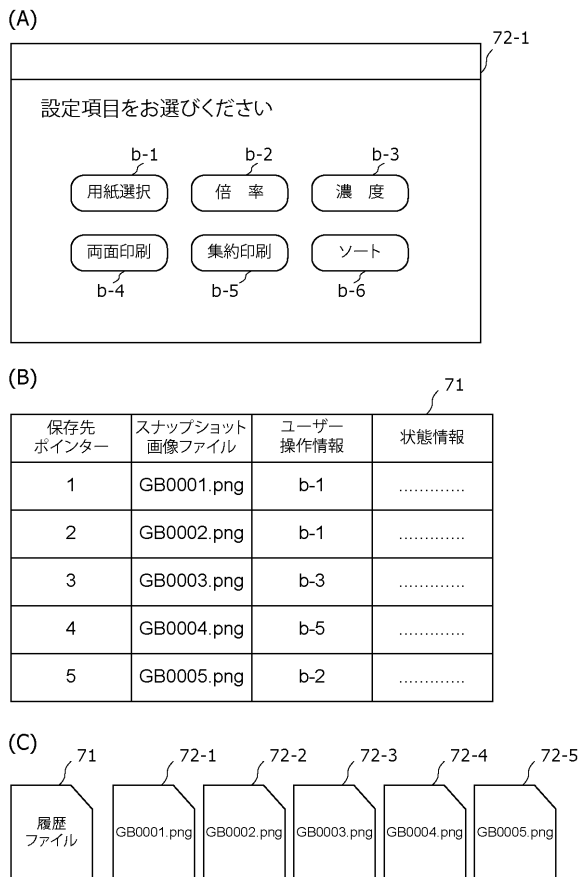 (A)
72-1
設定項目をお選びください
b-1 b-2 b-3
用紙選択 倍 率 濃 度
両面印刷 集約印刷 ソート
b-4 b-5 b-6
(B)
71
保存先 スナップショット ユーザー 状態情報
ポインター 画像ファイル 操作情報
1 GB0001.png b-1 .............
2 GB0002.png b-1 .............
3 GB0003.png b-3 .............
4 GB0004.png b-5 .............
5 GB0005.png b-2 .............
(C)
71 72-1 72-2 72-3 72-4 72-5
履歴
ファイル GB0001.png GB0002.png GB0003.png GB0004.png GB0005.png